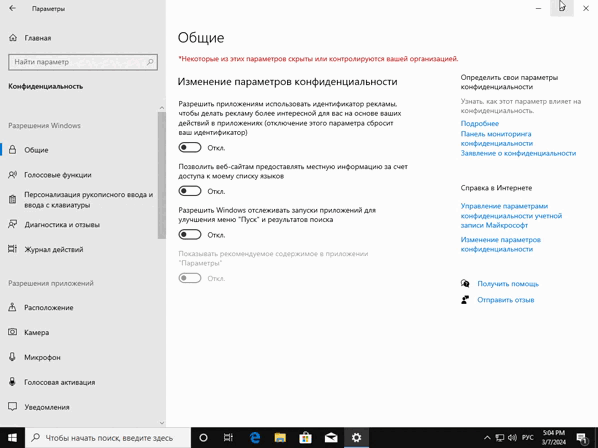 Параметры
Главная
Найти параметр
Конфиденциальность
Разрешения Windows
Общие
Голосовые функции
Персонализация рукописного ввода и
ввода с клавиатуры
Диагностика и отзывы
Журнал действий
Разрешения приложений
Расположение
Камера
Микрофон
Голосовая активация
Уведомления
Общие
*Некоторые из этих параметров скрыты или контролируются вашей организацией.
Изменение параметров конфиденциальности
Разрешить приложениям использовать идентификатор рекламы,
чтобы делать рекламу более интересной для вас на основе ваших
действий в приложениях (отключение этого параметра сбросит
ваш идентификатор)
Откл.
Позволить веб-сайтам предоставлять местную информацию за счет
доступа к моему списку языков
Откл.
Разрешить Windows отслеживать запуски приложений для
улучшения меню "Пуск" и результатов поиска
Откл.
Показывать рекомендуемое содержимое в приложении
"Параметры"
Откл.
Определить свои параметры
конфиденциальности
Узнать, как этот параметр влияет на
конфиденциальность.
Подробнее
Панель мониторинга
конфиденциальности
Заявление о конфиденциальности
Справка в Интернете
Управление параметрами
конфиденциальности учетной
записи Майкрософт
Изменение параметров
конфиденциальности
Получить помощь
Отправить отзыв
Чтобы начать поиск, введите здесь
РУС
5:04 PM
3/7/2024